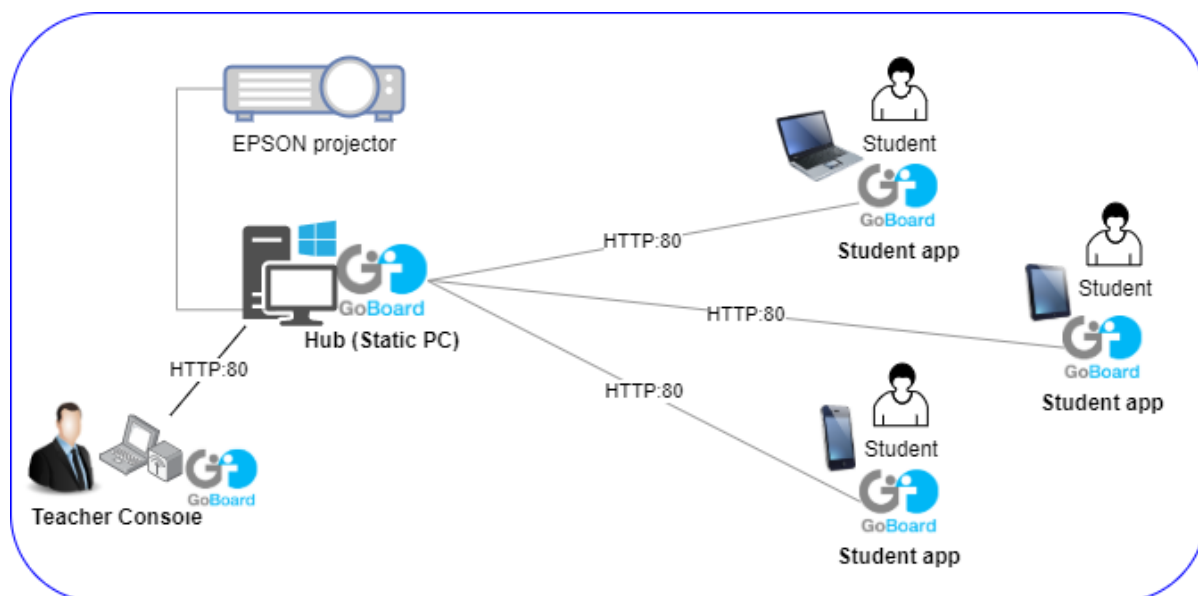 EPSON projector
GoBoard
Hub (Static PC)
HTTP:80
GoBoard
Teacher Console
HTTP:80
Student
GoBoard
Student app
HTTP:80
Student
GoBoard
Student app
HTTP:80
Student
GoBoard
Student app